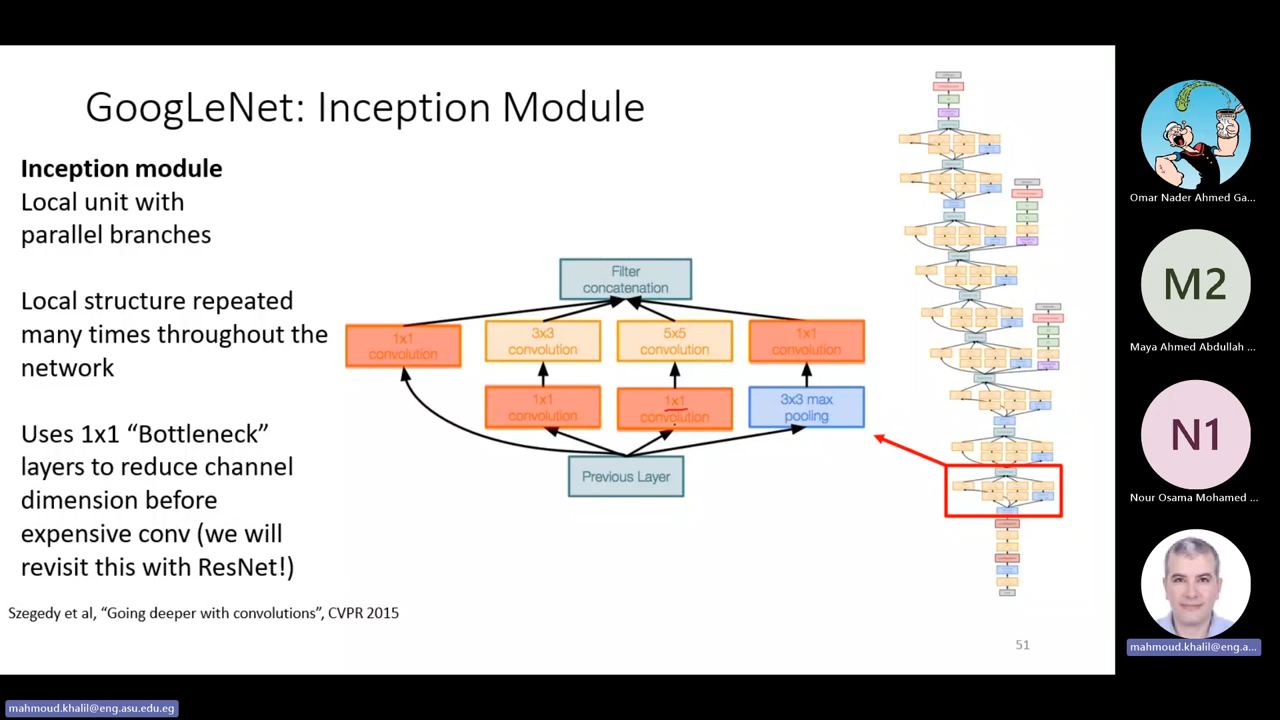 GoogLeNet: Inception Module
Inception module
Local unit with
parallel branches
Local structure repeated
many times throughout the
network
Uses 1x1 “Bottleneck”
layers to reduce channel
dimension before
expensive conv (we will
revisit this with ResNet!)
Szegedy et al, “Going deeper with convolutions”, CVPR 2015
Filter
concatenation
1x1
convolution
3x3
convolution
5x5
convolution
1x1
convolution
1x1
convolution
1x1
convolution
3x3 max
pooling
Previous Layer
51
Omar Nader Ahmed Ga...
M2
Maya Ahmed Abdullah ...
N1
Nour Osama Mohamed ...
mahmoud.khalil@eng.a...
mahmoud.khalil@eng.asu.edu.eg